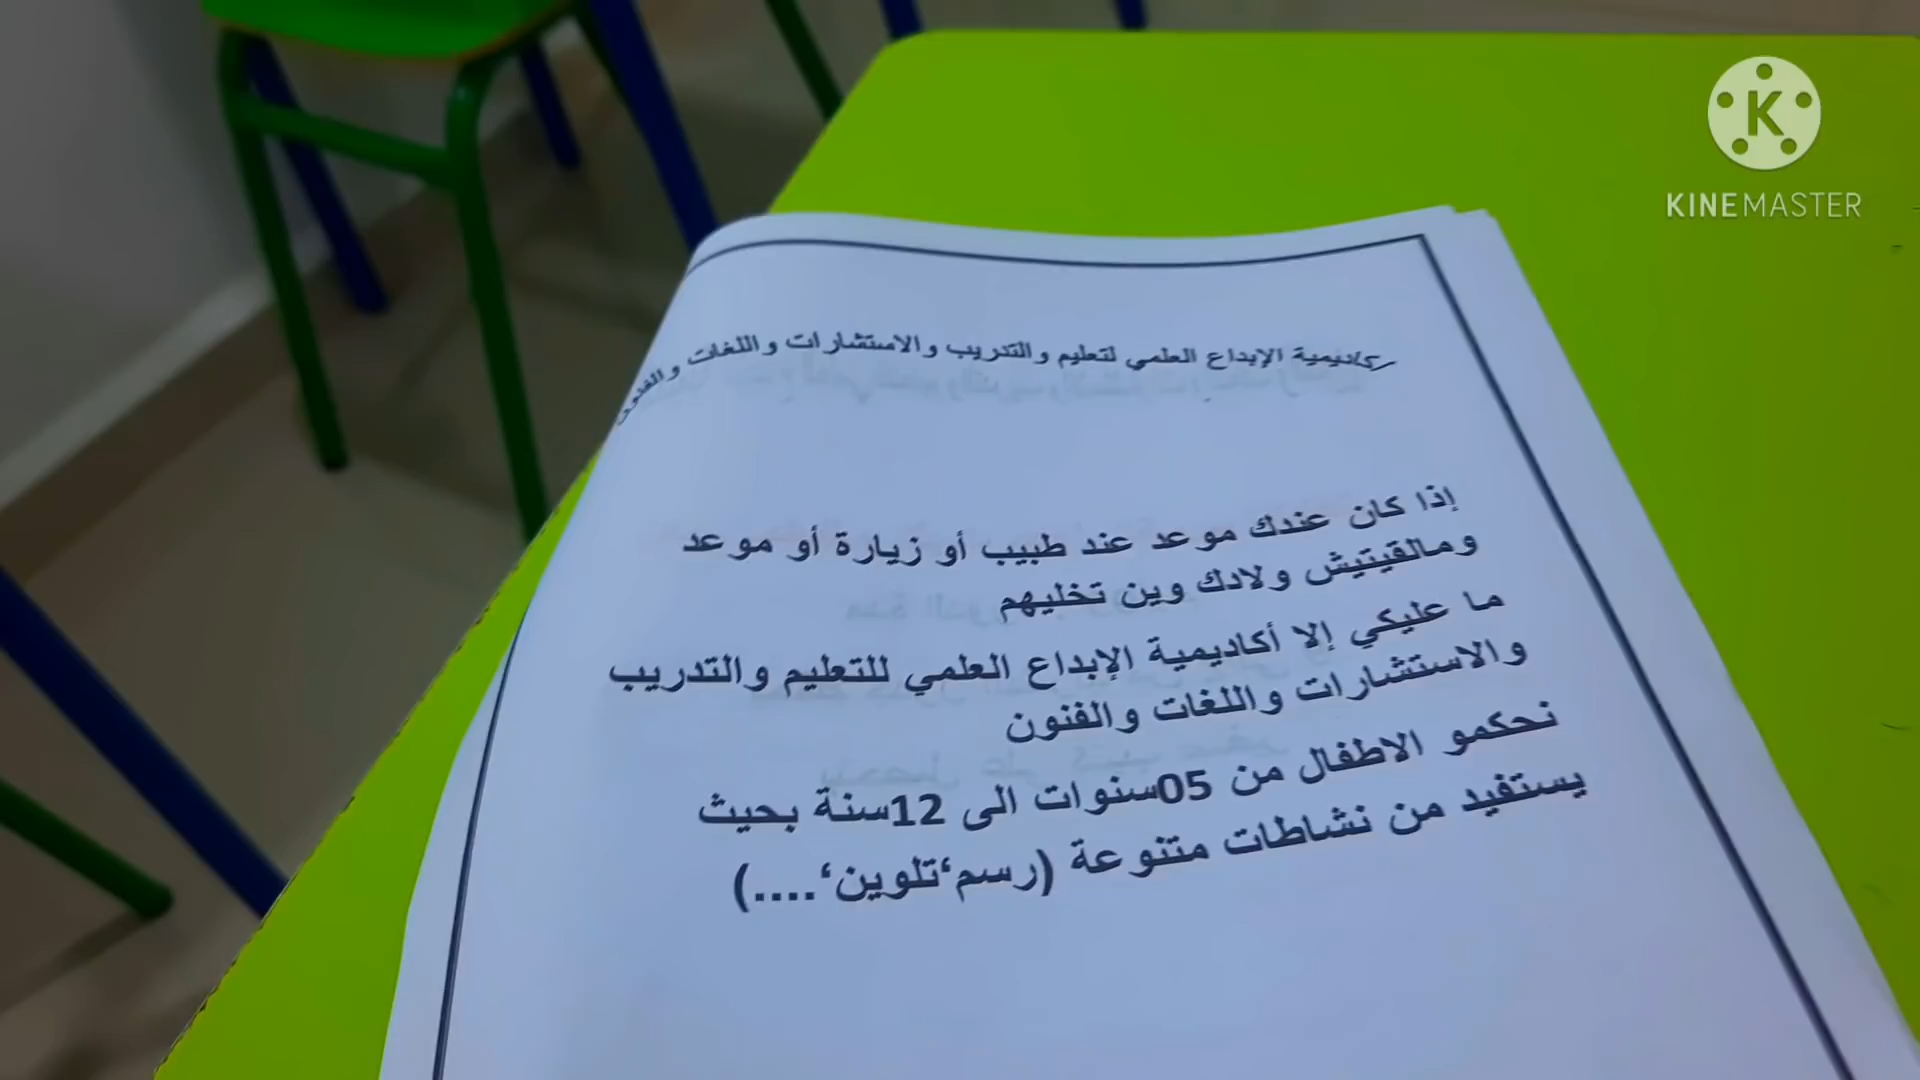 KINEMASTER
أكاديمية الإبداع العلمي لتعليم والتدريب والاستشارات واللغات والفنون
إذا كان عندك موعد عند طبيب أو زيارة أو موعد
ومالقيتيش ولادك وين تخليهم
ما عليكي إلا أكاديمية الإبداع العلمي للتعليم والتدريب
والاستشارات واللغات والفنون
نحكمو الاطفال من 05سنوات الى 12سنة بحيث
يستفيد من نشاطات متنوعة (رسم‘تلوين‘....)